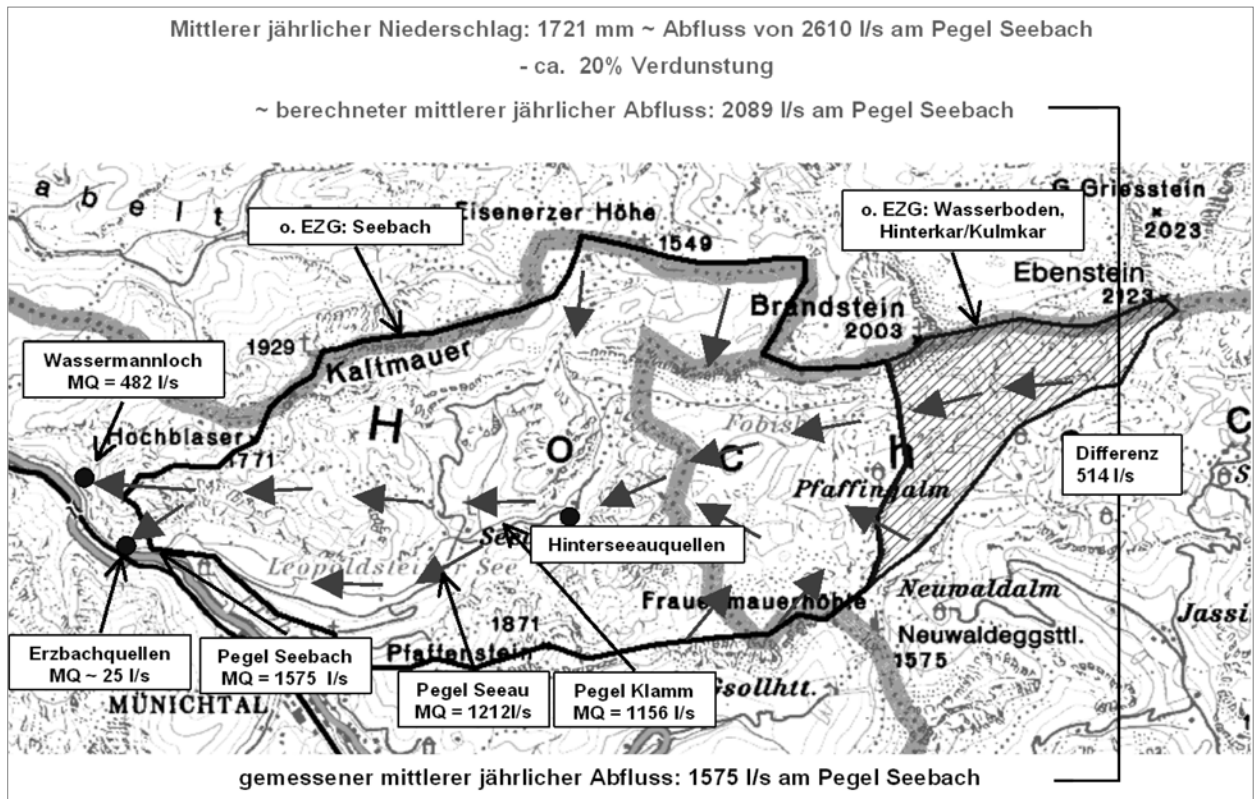 Mittlerer jährlicher Niederschlag: 1721 mm ~ Abfluss von 2610 l/s am Pegel Seebach
- ca. 20% Verdunstung
~ berechneter mittlerer jährlicher Abfluss: 2089 l/s am Pegel Seebach
a b e l t
Eisenerzer Höhe
1549
o. EZG: Seebach
o. EZG: Wasserboden,
Hinterkar/Kulmkar
G. Griesstein
2023
Ebenstein
2123
Brandstein
2003
1929
Kaltmauer
Wassermannloch
MQ = 482 l/s
Hochblaser
1771
H o c h
C
Differenz
514 l/s
Pfaffingalm
Hinterseeauquellen
Leopoldsteiner See
Frauenmauerhöhle
Neuwaldalm
Jassi
Neuwaldeggsttl.
1575
1871
Pfaffenstein
Erzbachquellen
MQ ~ 25 l/s
Pegel Seebach
MQ = 1575 l/s
Pegel Seeau
MQ = 1212l/s
Pegel Klamm
MQ = 1156 l/s
Gsollhtt.
MÜNICHTAL
gemessener mittlerer jährlicher Abfluss: 1575 l/s am Pegel Seebach